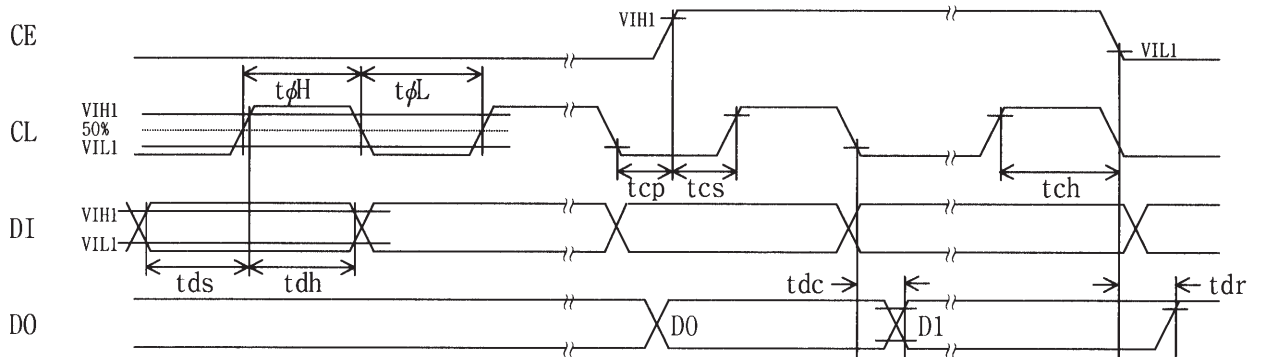 CE
VIH1
VIL1
tϕH
tϕL
CL
VIH1
50%
VIL1
tcp
tcs
tch
DI
VIH1
VIL1
tds
tdh
tdc
tdr
DO
D0
D1